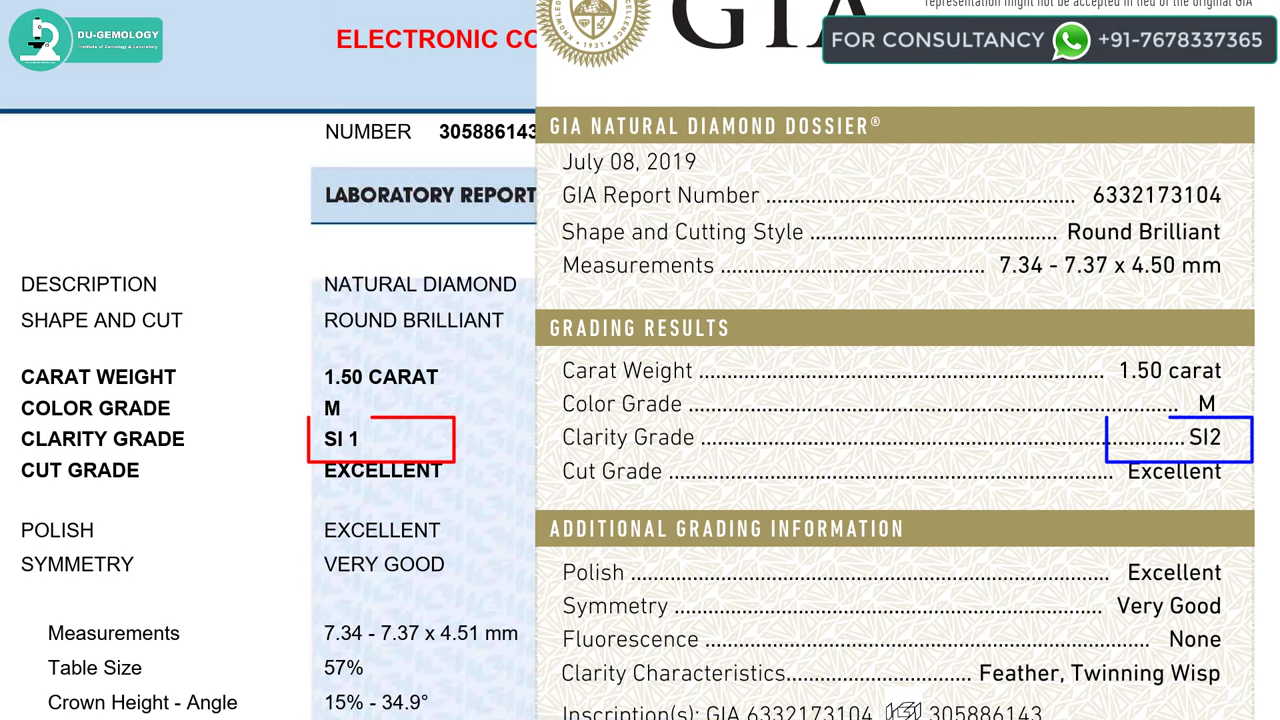 DU-GEMOLOGY
Institute of Gemology & Laboratory
ELECTRONIC CO
NUMBER 305886143
LABORATORY REPORT
DESCRIPTION NATURAL DIAMOND
SHAPE AND CUT ROUND BRILLIANT
CARAT WEIGHT 1.50 CARAT
COLOR GRADE M
CLARITY GRADE SI 1
CUT GRADE EXCELLENT
POLISH EXCELLENT
SYMMETRY VERY GOOD
Measurements 7.34 - 7.37 x 4.51 mm
Table Size 57%
Crown Height - Angle 15% - 34.9°
representation might not be accepted in lieu of the original GIA
1931
GIA
FOR CONSULTANCY +91-7678337365
GIA NATURAL DIAMOND DOSSIER®
July 08, 2019
GIA Report Number 6332173104
Shape and Cutting Style Round Brilliant
Measurements 7.34 - 7.37 x 4.50 mm
GRADING RESULTS
Carat Weight 1.50 carat
Color Grade M
Clarity Grade SI2
Cut Grade Excellent
ADDITIONAL GRADING INFORMATION
Polish Excellent
Symmetry Very Good
Fluorescence None
Clarity Characteristics Feather, Twinning Wisp
Inscription(s): GIA 6332173104 305886143